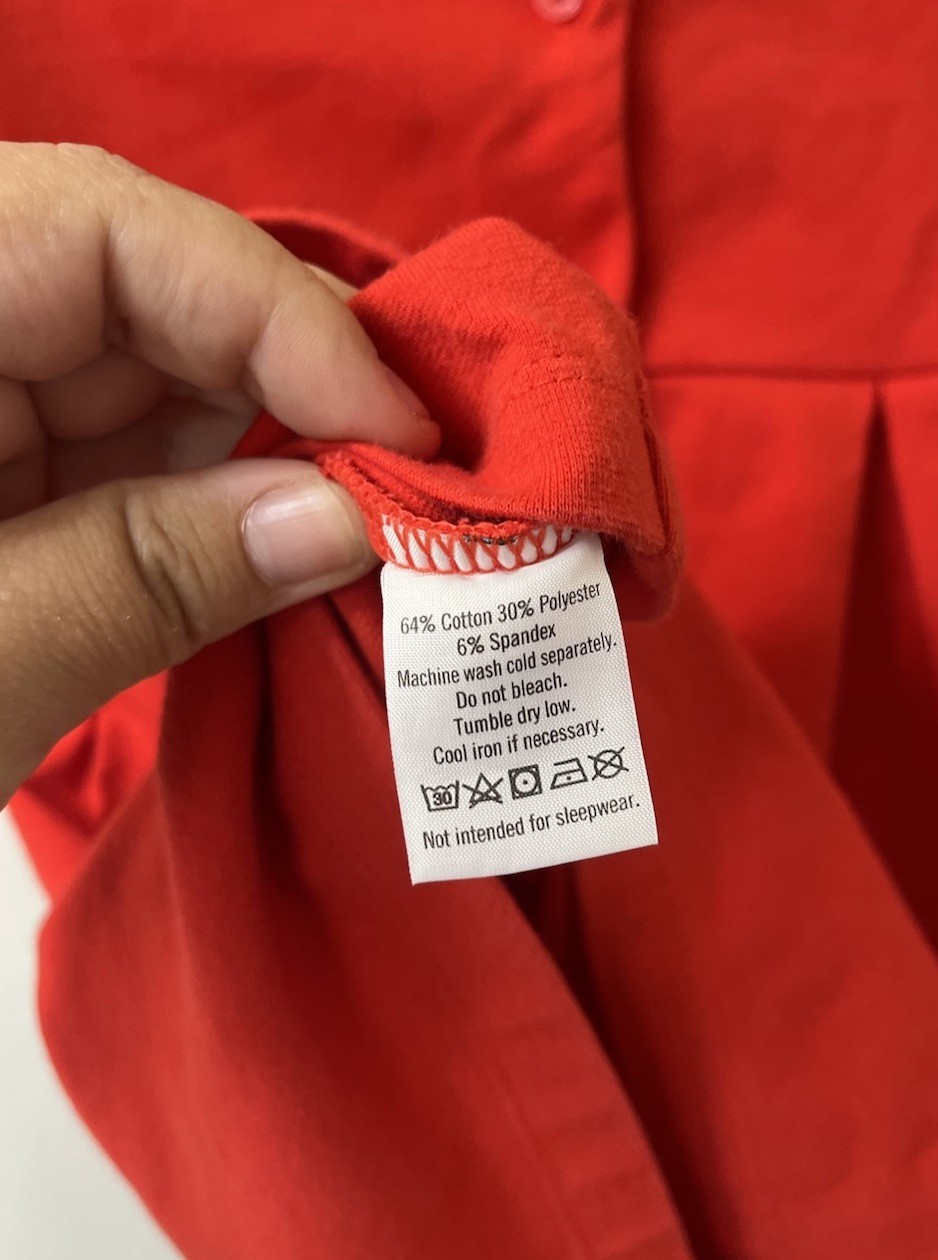 64% Cotton 30% Polyester
6% Spandex
Machine wash cold separately.
Do not bleach.
Tumble dry low.
Cool iron if necessary.
30
Not intended for sleepwear.